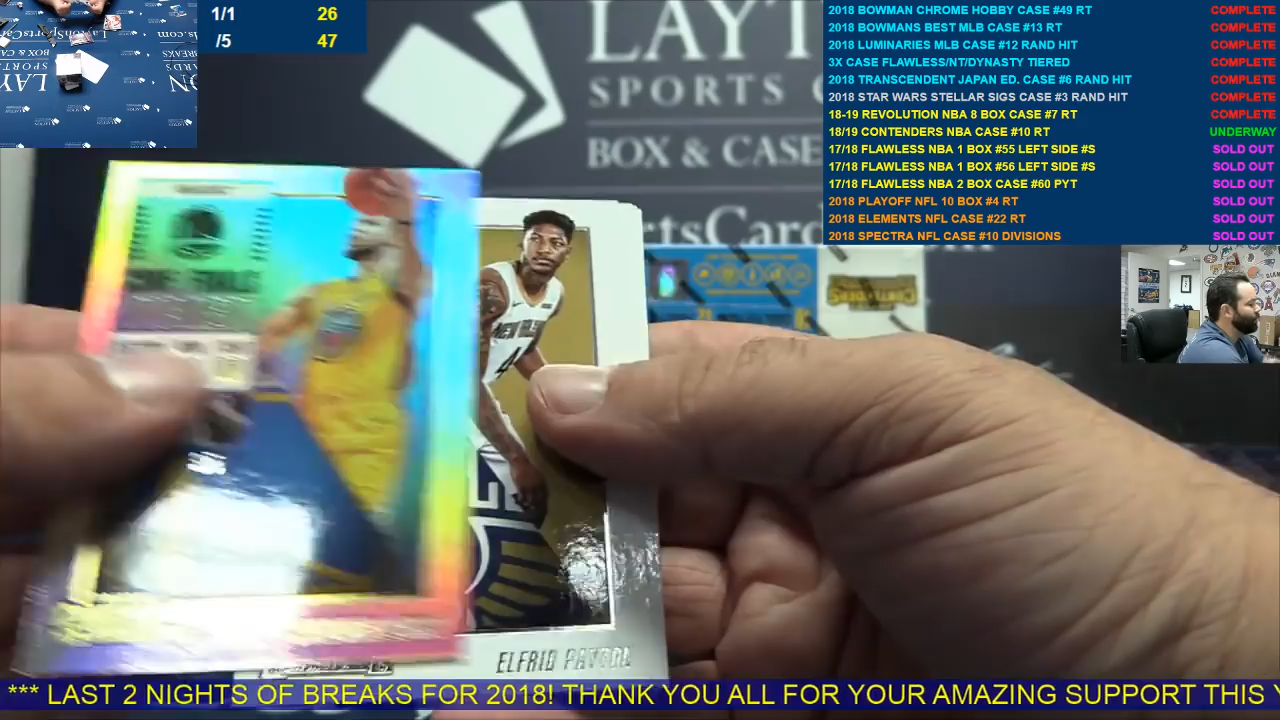 1/1 26
/5 47
2018 BOWMAN CHROME HOBBY CASE #49 RT COMPLETE
2018 BOWMANS BEST MLB CASE #13 RT COMPLETE
2018 LUMINARIES MLB CASE #12 RAND HIT COMPLETE
3X CASE FLAWLESS/NT/DYNASTY TIERED COMPLETE
2018 TRANSCENDENT JAPAN ED. CASE #6 RAND HIT COMPLETE
2018 STAR WARS STELLAR SIGS CASE #3 RAND HIT COMPLETE
18-19 REVOLUTION NBA 8 BOX CASE #7 RT COMPLETE
18/19 CONTENDERS NBA CASE #10 RT UNDERWAY
17/18 FLAWLESS NBA 1 BOX #55 LEFT SIDE #S SOLD OUT
17/18 FLAWLESS NBA 1 BOX #56 LEFT SIDE #S SOLD OUT
17/18 FLAWLESS NBA 2 BOX CASE #60 PYT SOLD OUT
2018 PLAYOFF NFL 10 BOX #4 RT SOLD OUT
2018 ELEMENTS NFL CASE #22 RT SOLD OUT
2018 SPECTRA NFL CASE #10 DIVISIONS SOLD OUT
LAYT
SPORTS C
BOX & CASE
rtsCard
NEW
4
ELFRID PAYTON
*** LAST 2 NIGHTS OF BREAKS FOR 2018! THANK YOU ALL FOR YOUR AMAZING SUPPORT THIS